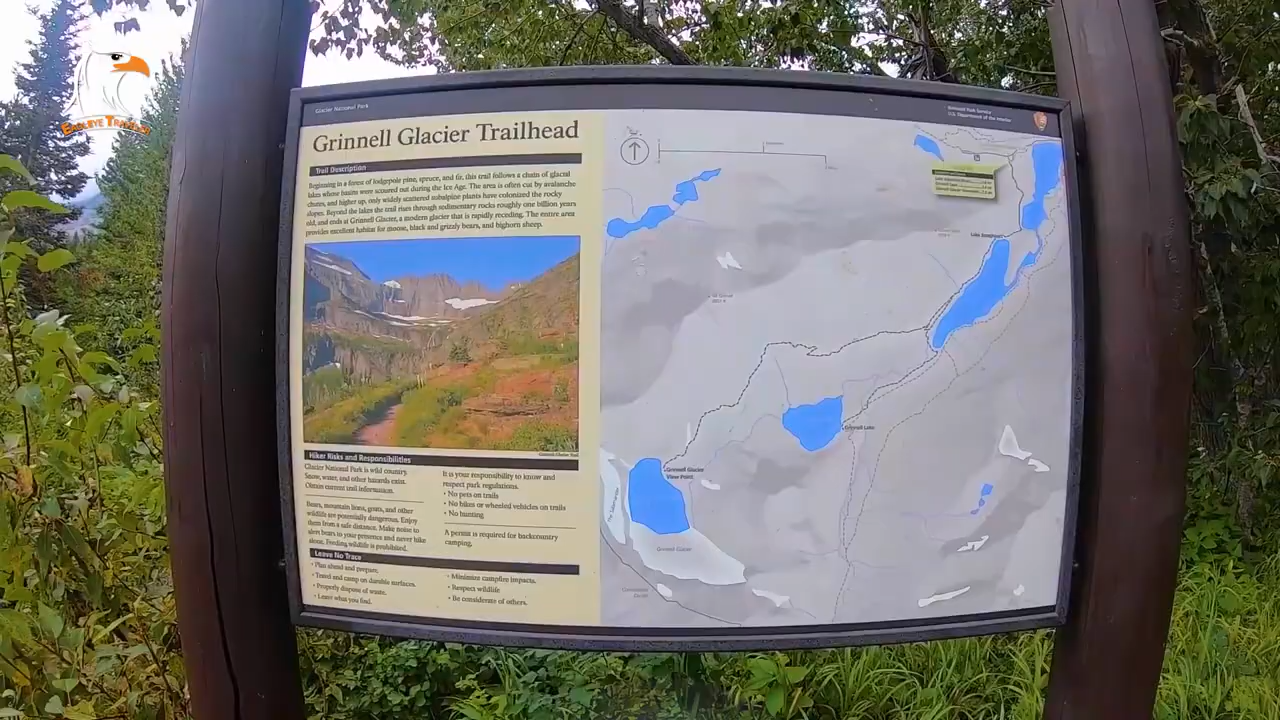 EAGLEYE TRAVELER
Glacier National Park
National Park Service
U.S. Department of the Interior
Grinnell Glacier Trailhead
Trail Description
Beginning in a forest of lodgepole pine, spruce, and fir, this trail follows a chain of glacial
lakes whose basins were scoured out during the Ice Age. The area is often cut by avalanche
chutes, and higher up, only widely scattered subalpine plants have colonized the rocky
slopes. Beyond the lakes the trail rises through sedimentary rocks roughly one billion years
old, and ends at Grinnell Glacier, a modern glacier that is rapidly receding. The entire area
provides excellent habitat for moose, black and grizzly bears, and bighorn sheep.
Grinnell Glacier Trail
Hiker Risks and Responsibilities
Glacier National Park is wild country.
Snow, water, and other hazards exist.
Obtain current trail information.
Bears, mountain lions, goats, and other
wildlife are potentially dangerous. Enjoy
them from a safe distance. Make noise to
alert bears to your presence and never hike
alone. Feeding wildlife is prohibited.
It is your responsibility to know and
respect park regulations.
• No pets on trails
• No bikes or wheeled vehicles on trails
• No hunting
A permit is required for backcountry
camping.
Leave No Trace
• Plan ahead and prepare.
• Travel and camp on durable surfaces.
• Properly dispose of waste.
• Leave what you find.
• Minimize campfire impacts.
• Respect wildlife
• Be considerate of others.
Lake Josephine
Grinnell Lake
Grinnell Glacier
View Point
Grinnell Glacier